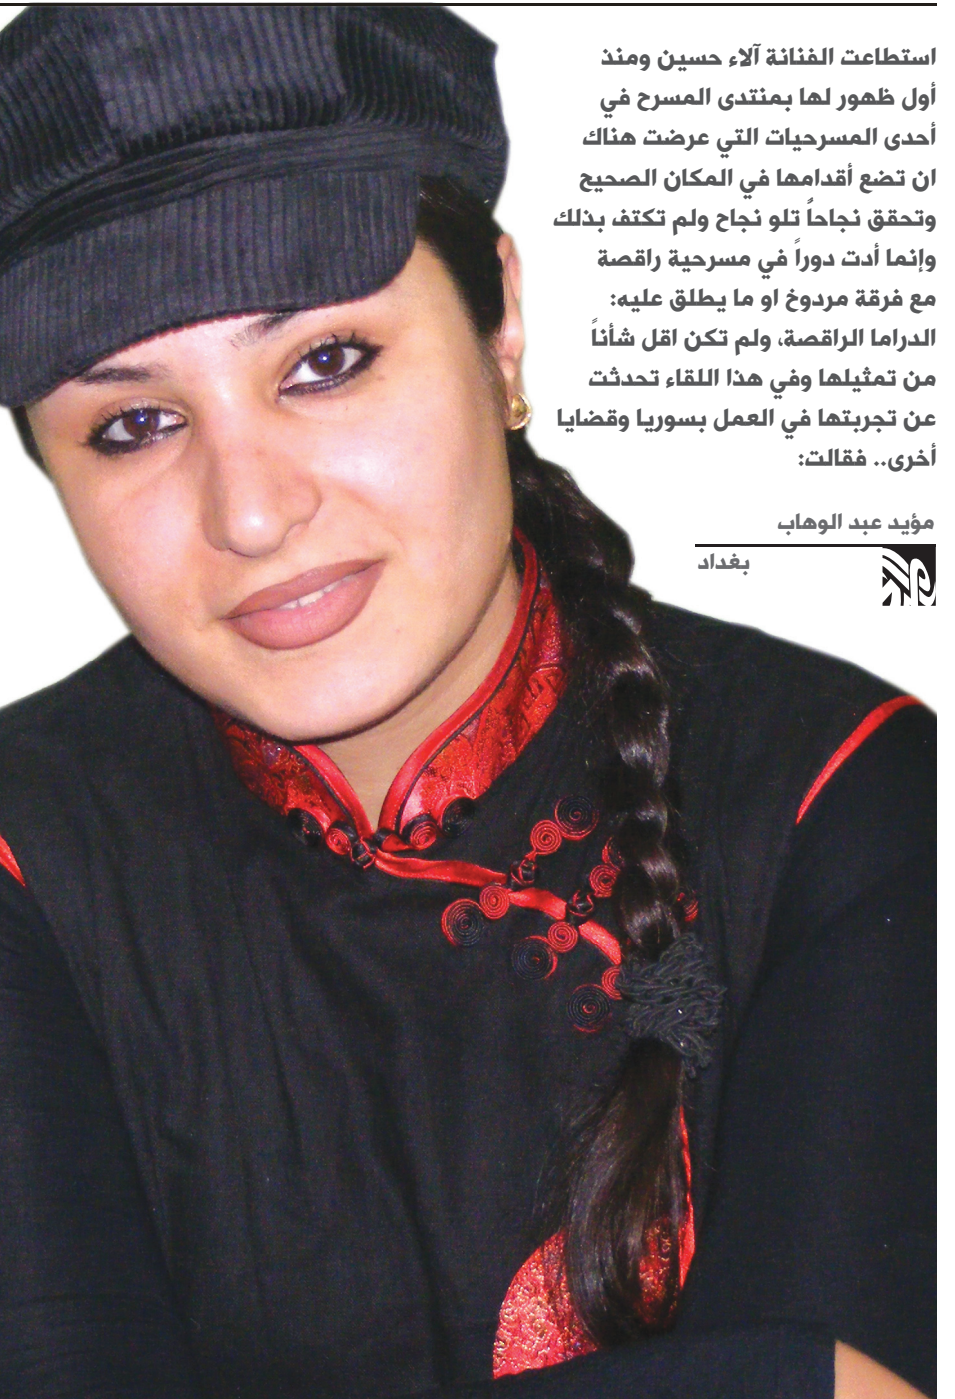 استطاعت الفنانة آلاء حسين ومنذ
أول ظهور لها بمنتدى المسرح في
أحدى المسرحيات التي عرضت هناك
ان تضع أقدامها في المكان الصحيح
وتحقق نجاحاً تلو نجاح ولم تكتف بذلك
وإنما أدت دوراً في مسرحية راقصة
مع فرقة مردوخ او ما يطلق عليه:
الدراما الراقصة، ولم تكن اقل شأناً
من تمثيلها وفي هذا اللقاء تحدثت
عن تجربتها في العمل بسوريا وقضايا
أخرى.. فقالت:
مؤيد عبد الوهاب
بغداد